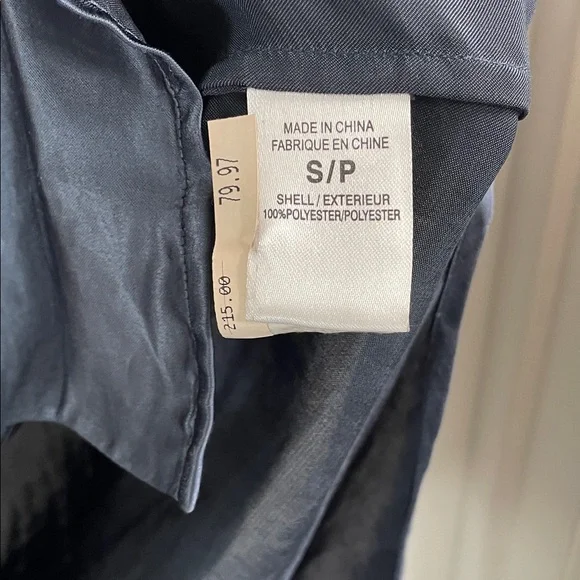 MADE IN CHINA
FABRIQUE EN CHINE
S/P
SHELL/EXTERIEUR
100%POLYESTER/POLYESTER
79.97
215.00